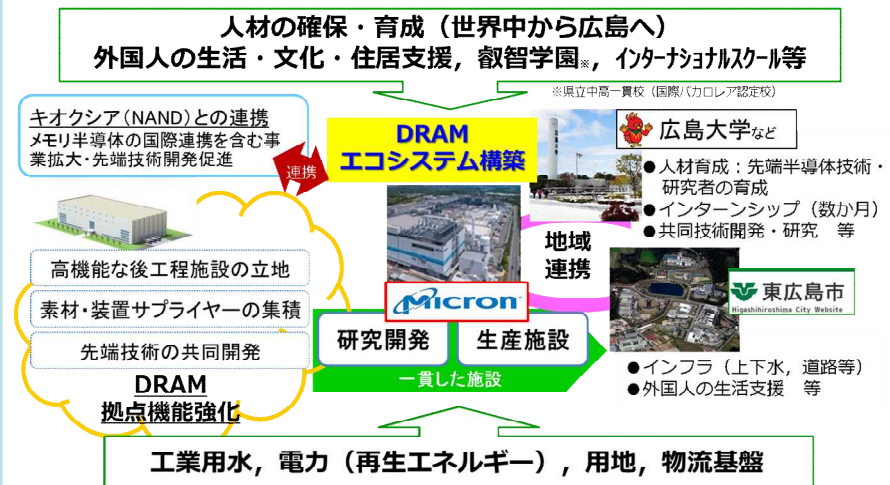 人材の確保・育成（世界中から広島へ）
外国人の生活・文化・住居支援，叡智学園※，インターナショナルスクール等
※県立中高一貫校（国際バカロレア認定校）
キオクシア（NAND）との連携
メモリ半導体の国際連携を含む事
業拡大・先端技術開発促進
連携
DRAM
エコシステム構築
広島大学など
●人材育成：先端半導体技術・
研究者の育成
●インターンシップ（数か月）
●共同技術開発・研究　等
地域
連携
高機能な後工程施設の立地
素材・装置サプライヤーの集積
先端技術の共同開発
DRAM
拠点機能強化
Micron
研究開発
生産施設
一貫した施設
東広島市
Higashihiroshima City Website
●インフラ（上下水，道路等）
●外国人の生活支援　等
工業用水，電力（再生エネルギー），用地，物流基盤